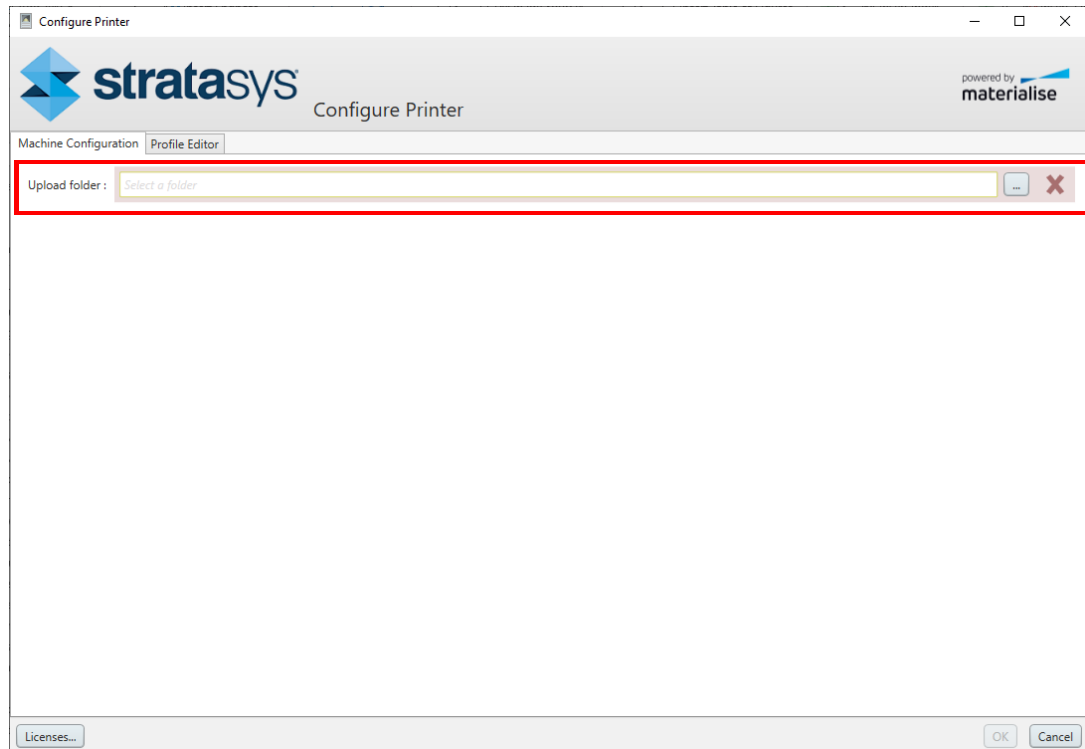 Configure Printer
stratasys
Configure Printer
powered by
materialise
Machine Configuration Profile Editor
Upload folder : Select a folder ...
Licenses... OK Cancel